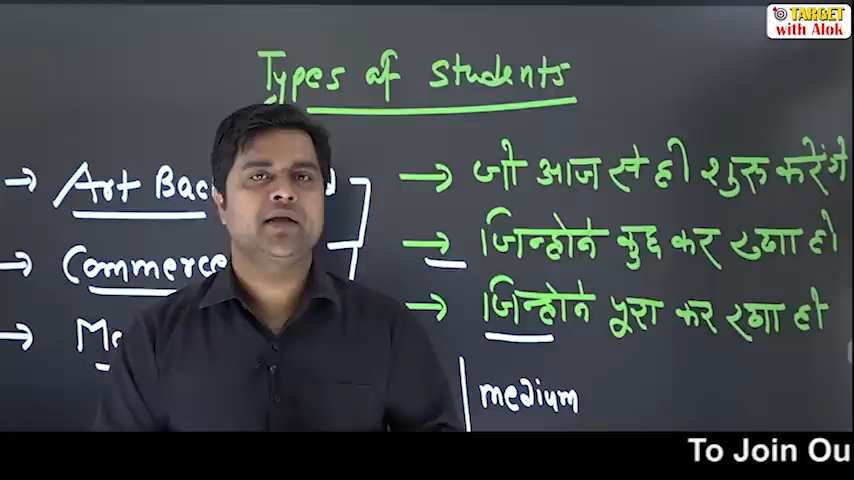 TARGET
with Alok
Types of students
→ Art Bac
→ जो आज से ही शुरू करेंगे
→ Commerce
→ जिन्होंने कुछ कर रखा हो
→ Ma
→ जिन्होंने पूरा कर रखा हो
medium
To Join Ou